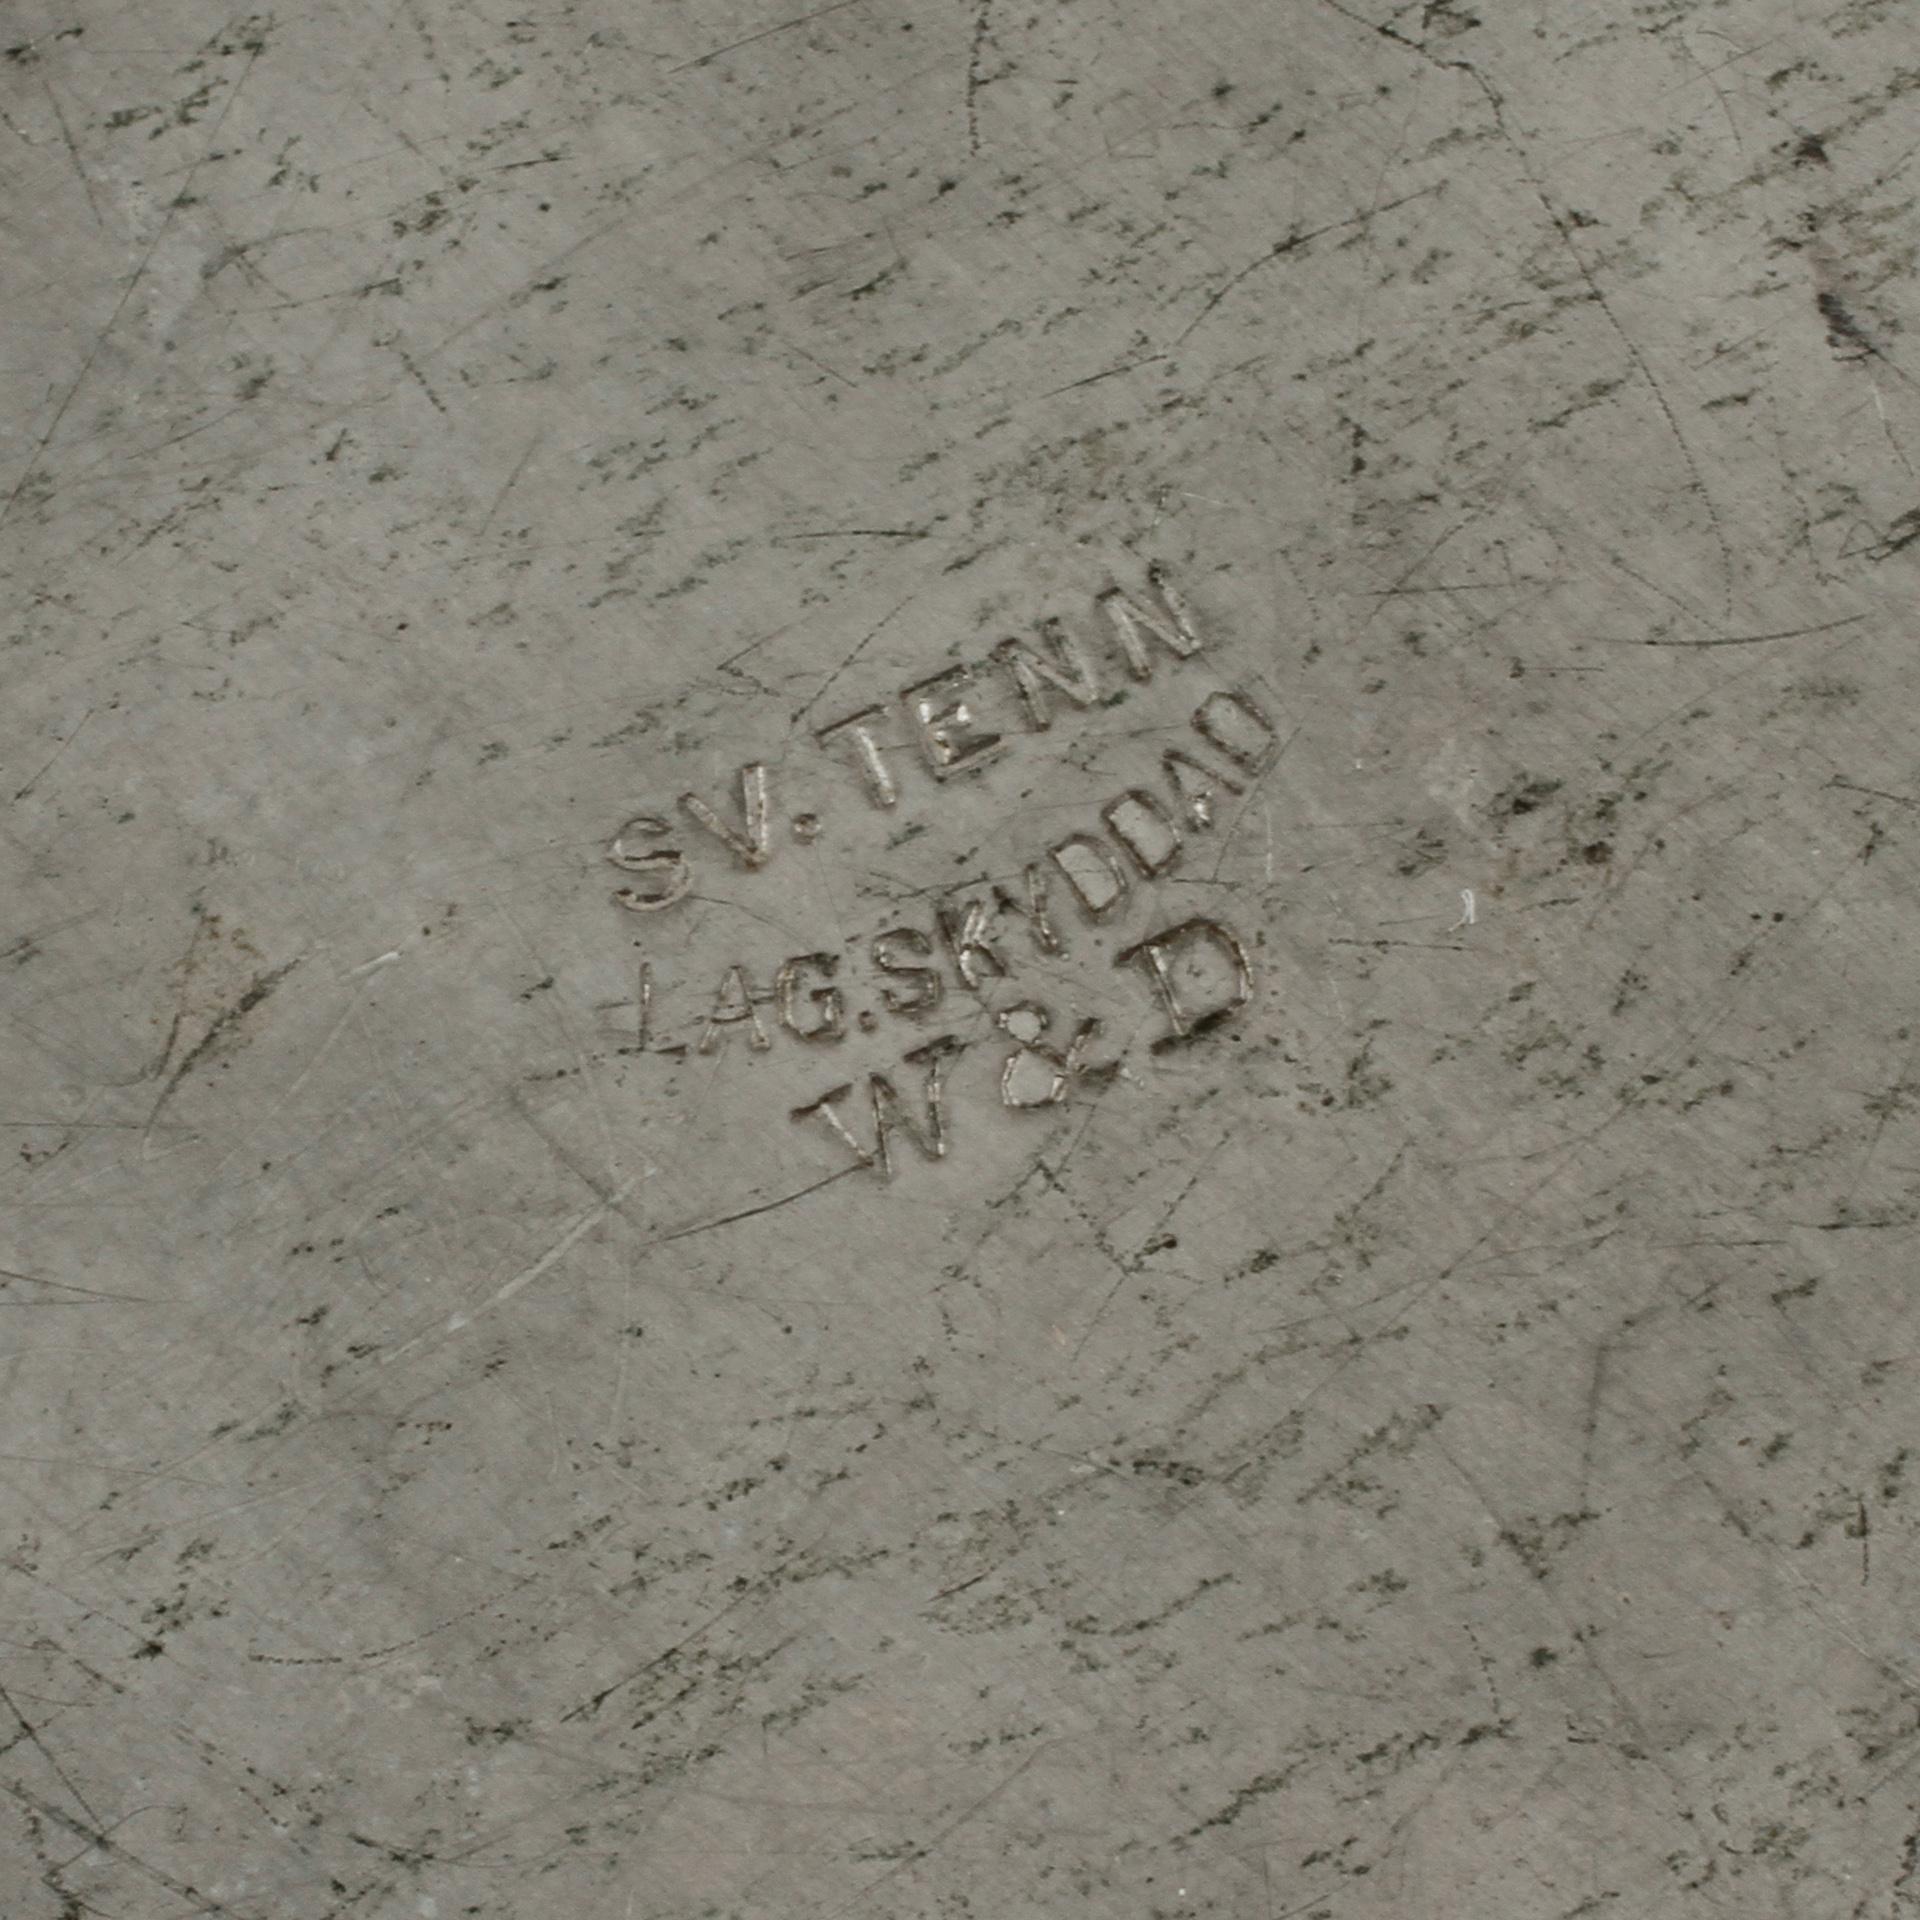 SV. TENN
LAG.SKYDDAD
W & D